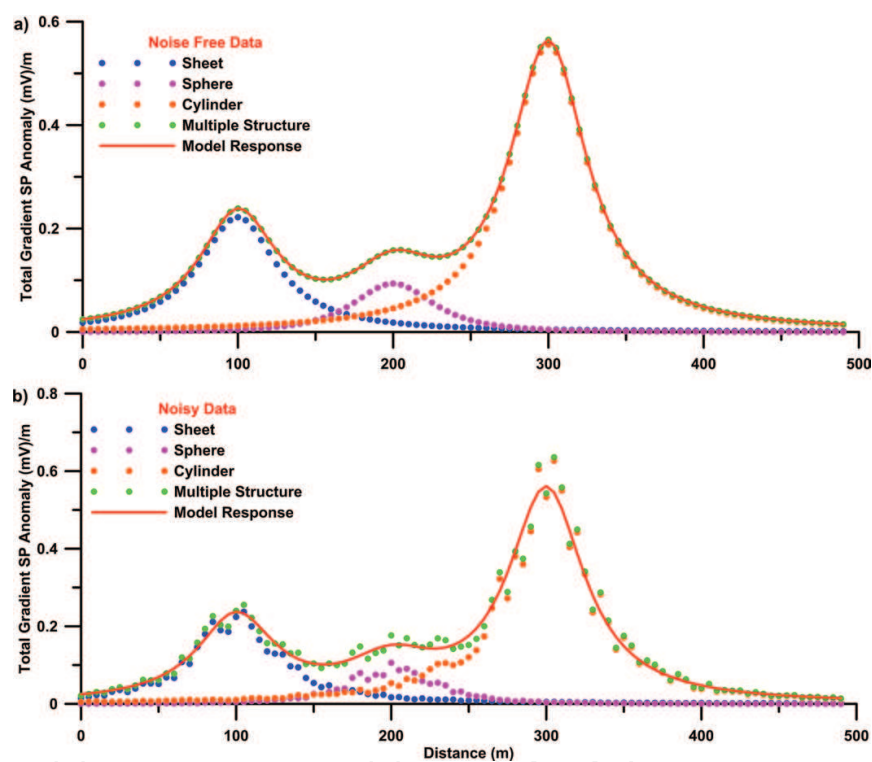 a)
Total Gradient SP Anomaly (mV)/m
0.6
0.4
0.2
0
Noise Free Data
Sheet
Sphere
Cylinder
Multiple Structure
Model Response
0 100 200 300 400 500
b)
Total Gradient SP Anomaly (mV)/m
0.8
0.6
0.4
0.2
0
Noisy Data
Sheet
Sphere
Cylinder
Multiple Structure
Model Response
0 100 200 300 400 500
Distance (m)